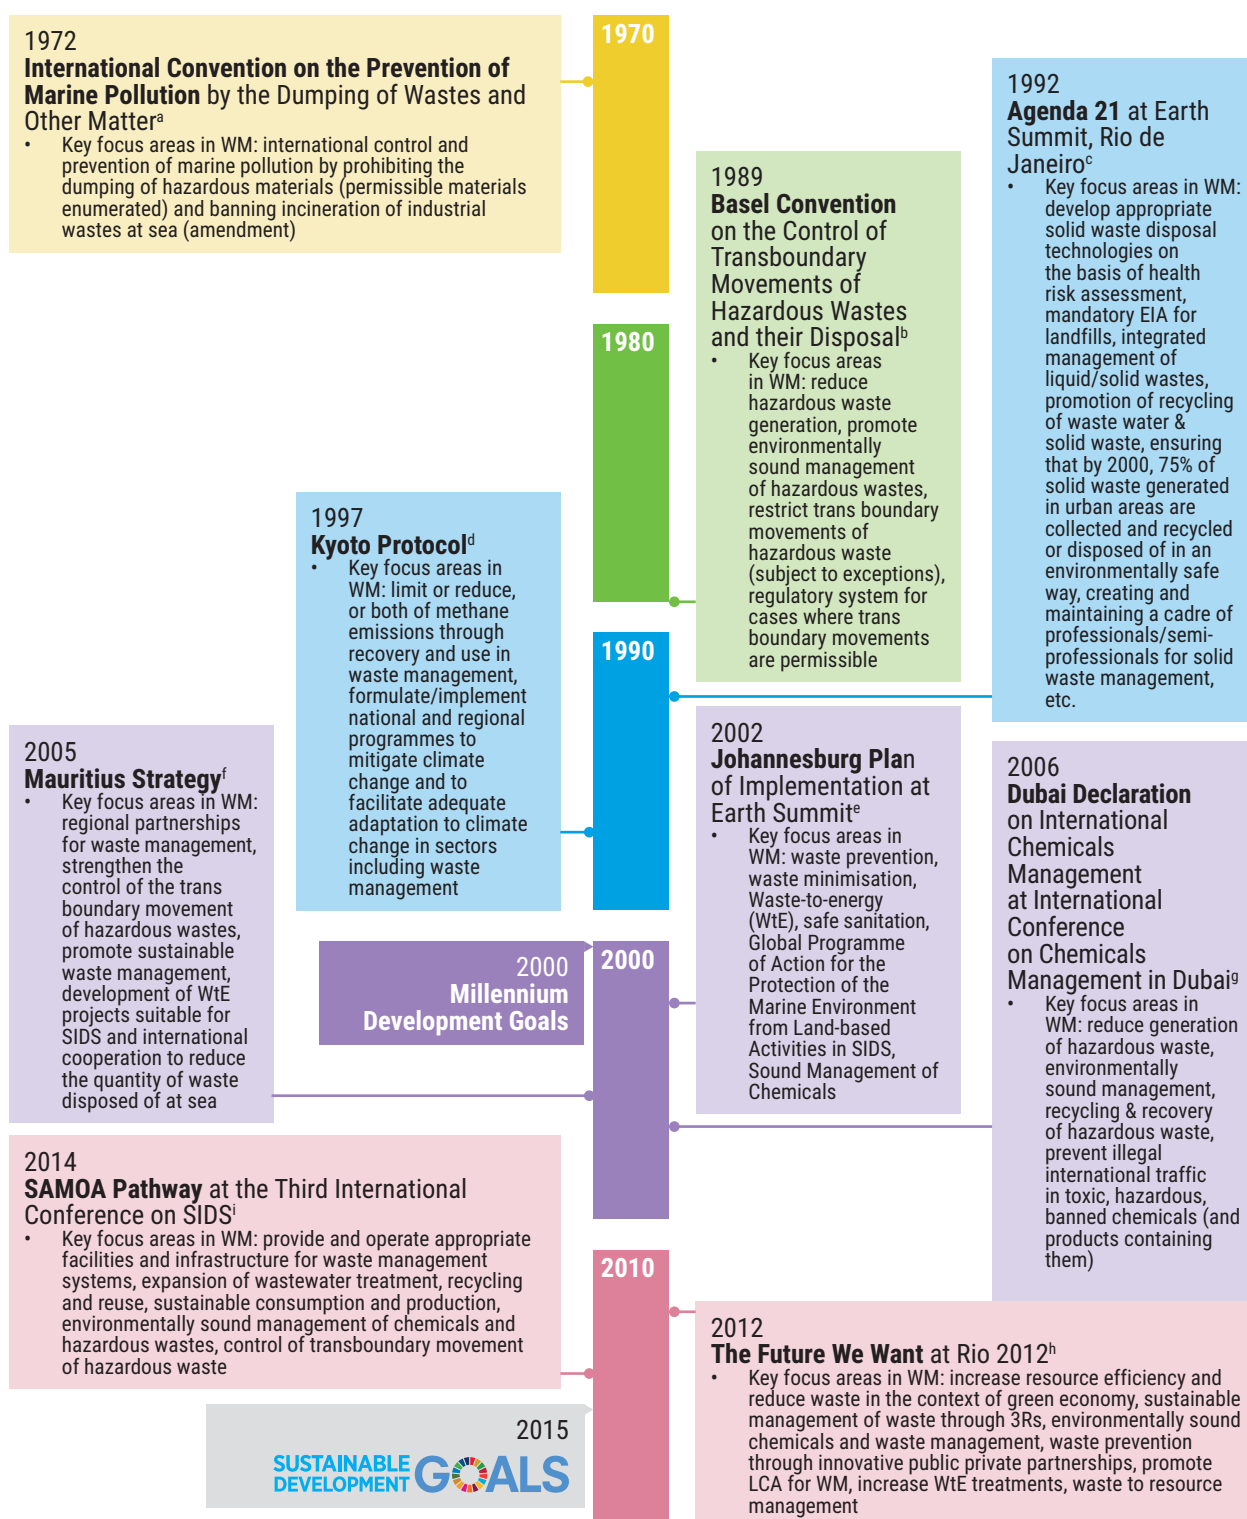 1970
1972
International Convention on the Prevention of
Marine Pollution by the Dumping of Wastes and
Other Matterᵃ
• Key focus areas in WM: international control and
prevention of marine pollution by prohibiting the
dumping of hazardous materials (permissible materials
enumerated) and banning incineration of industrial
wastes at sea (amendment)
1980
1989
Basel Convention
on the Control of
Transboundary
Movements of
Hazardous Wastes
and their Disposalᵇ
• Key focus areas
in WM: reduce
hazardous waste
generation, promote
environmentally
sound management
of hazardous wastes,
restrict trans boundary
movements of
hazardous waste
(subject to exceptions),
regulatory system for
cases where trans
boundary movements
are permissible
1990
1992
Agenda 21 at Earth
Summit, Rio de
Janeiroᶜ
• Key focus areas in WM:
develop appropriate
solid waste disposal
technologies on
the basis of health
risk assessment,
mandatory EIA for
landfills, integrated
management of
liquid/solid wastes,
promotion of recycling
of waste water &
solid waste, ensuring
that by 2000, 75% of
solid waste generated
in urban areas are
collected and recycled
or disposed of in an
environmentally safe
way, creating and
maintaining a cadre of
professionals/semi-
professionals for solid
waste management,
etc.
1997
Kyoto Protocolᵈ
• Key focus areas in
WM: limit or reduce,
or both of methane
emissions through
recovery and use in
waste management,
formulate/implement
national and regional
programmes to
mitigate climate
change and to
facilitate adequate
adaptation to climate
change in sectors
including waste
management
2000
2000
Millennium
Development Goals
2002
Johannesburg Plan
of Implementation at
Earth Summitᵉ
• Key focus areas in
WM: waste prevention,
waste minimisation,
Waste-to-energy
(WtE), safe sanitation,
Global Programme
of Action for the
Protection of the
Marine Environment
from Land-based
Activities in SIDS,
Sound Management of
Chemicals
2005
Mauritius Strategyᶠ
• Key focus areas in WM:
regional partnerships
for waste management,
strengthen the
control of the trans
boundary movement
of hazardous wastes,
promote sustainable
waste management,
development of WtE
projects suitable for
SIDS and international
cooperation to reduce
the quantity of waste
disposed of at sea
2006
Dubai Declaration
on International
Chemicals
Management
at International
Conference
on Chemicals
Management in Dubaiᵍ
• Key focus areas in
WM: reduce generation
of hazardous waste,
environmentally
sound management,
recycling & recovery
of hazardous waste,
prevent illegal
international traffic
in toxic, hazardous,
banned chemicals (and
products containing
them)
2010
2012
The Future We Want at Rio 2012ʰ
• Key focus areas in WM: increase resource efficiency and
reduce waste in the context of green economy, sustainable
management of waste through 3Rs, environmentally sound
chemicals and waste management, waste prevention
through innovative public private partnerships, promote
LCA for WM, increase WtE treatments, waste to resource
management
2014
SAMOA Pathway at the Third International
Conference on SIDSⁱ
• Key focus areas in WM: provide and operate appropriate
facilities and infrastructure for waste management
systems, expansion of wastewater treatment, recycling
and reuse, sustainable consumption and production,
environmentally sound management of chemicals and
hazardous wastes, control of transboundary movement
of hazardous waste
2015
SUSTAINABLE
DEVELOPMENT GOALS